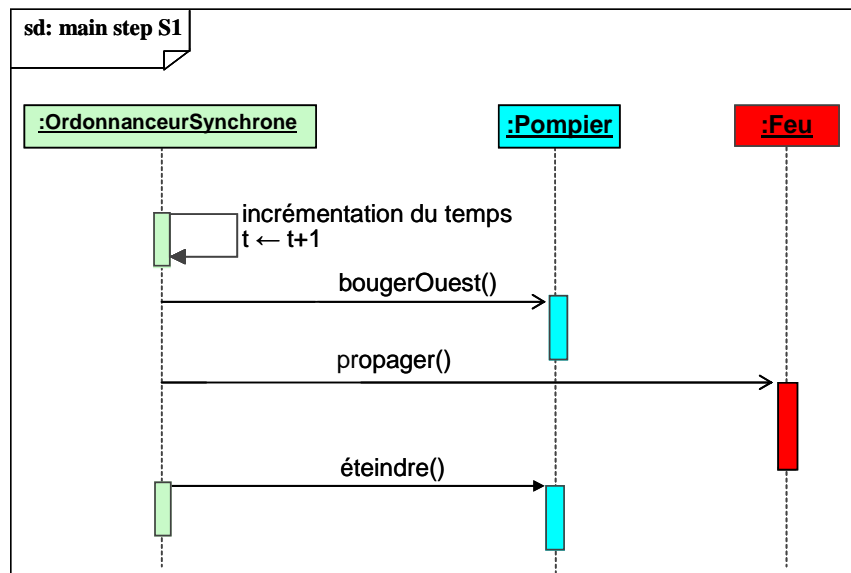 sd: main step S1
:OrdonnanceurSynchrone
:Pompier
:Feu
incrémentation du temps
t ← t+1
bougerOuest()
propager()
éteindre()